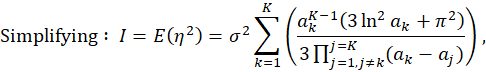 Simplifying : I = E(η²) = σ² ∑_{k=1}^{K} ( a_k^{K−1} (3 ln² a_k + π²) / 3 ∏_{j=1,j≠k}^{j=K} (a_k − a_j) ) ,